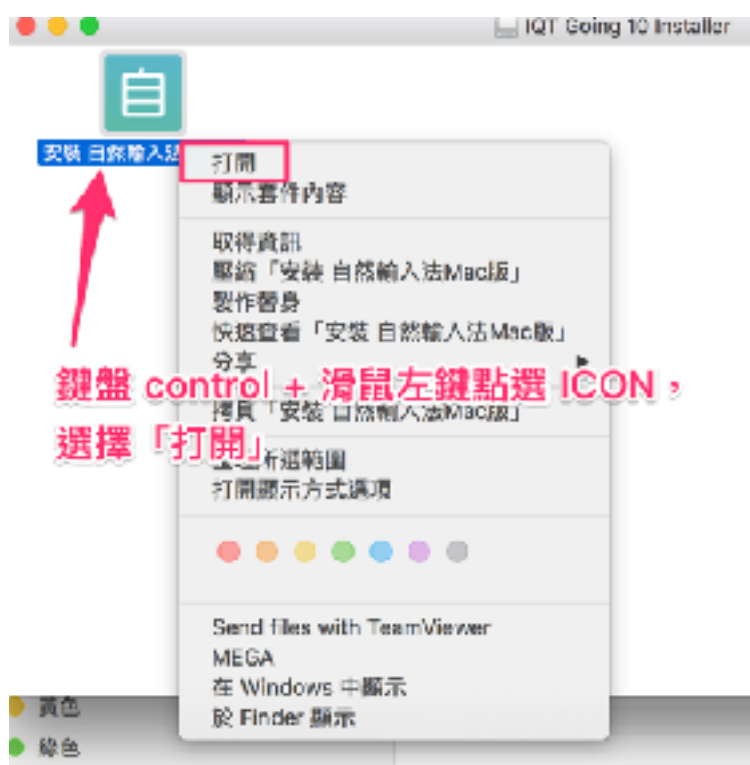 IQT Going 10 Installer
安裝 自然輸入法
打開
顯示套件內容
取得資訊
壓縮「安裝 自然輸入法Mac版」
製作替身
快速查看「安裝 自然輸入法Mac版」
分享
鍵盤 control + 滑鼠左鍵點選 ICON，
拷貝「安裝 自然輸入法Mac版」
選擇「打開」
所選範圍
打開顯示方式選項
Send files with TeamViewer
MEGA
在 Windows 中顯示
於 Finder 顯示
黃色
綠色